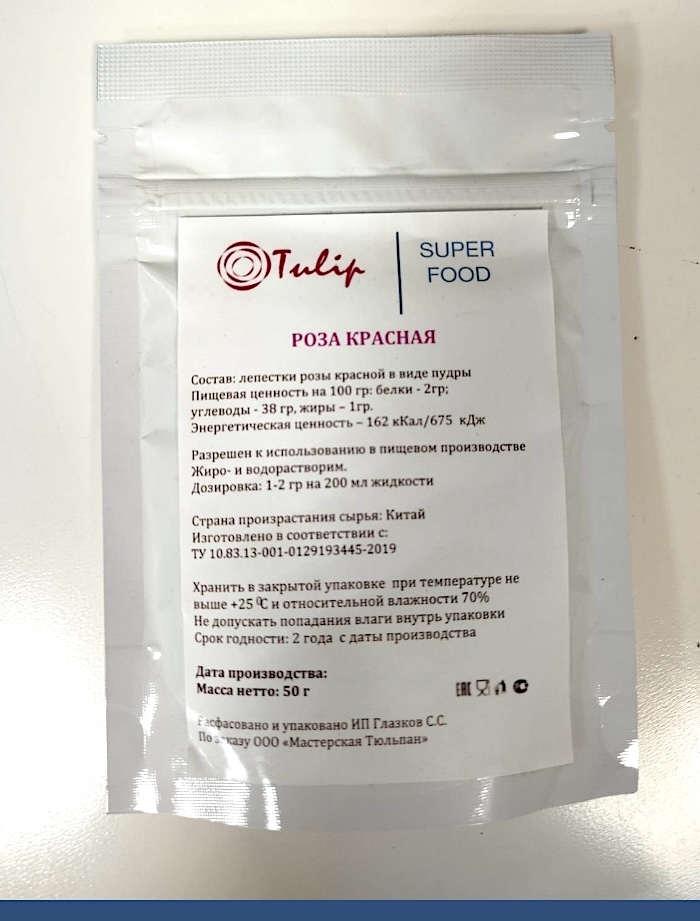 Tulip
SUPER
FOOD
РОЗА КРАСНАЯ
Состав: лепестки розы красной в виде пудры
Пищевая ценность на 100 гр: белки - 2гр;
углеводы - 38 гр, жиры – 1гр.
Энергетическая ценность – 162 кКал/675 кДж
Разрешен к использованию в пищевом производстве
Жиро- и водорастворим.
Дозировка: 1-2 гр на 200 мл жидкости
Страна произрастания сырья: Китай
Изготовлено в соответствии с:
ТУ 10.83.13-001-0129193445-2019
Хранить в закрытой упаковке при температуре не
выше +25 ⁰С и относительной влажности 70%
Не допускать попадания влаги внутрь упаковки
Срок годности: 2 года с даты производства
Дата производства:
Масса нетто: 50 г
ЕАС
Расфасовано и упаковано ИП Глазков С.С.
По заказу ООО «Мастерская Тюльпан»